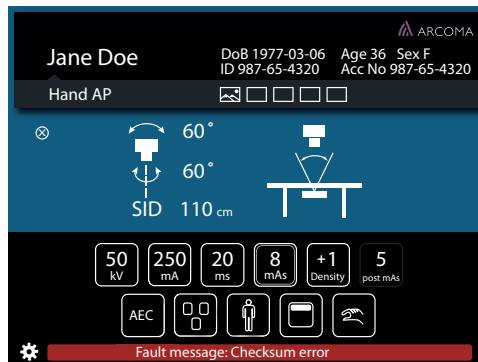 ARCOMA
Jane Doe
DoB 1977-03-06 Age 36 Sex F
ID 987-65-4320 Acc No 987-65-4320
Hand AP
60°
60°
SID 110 cm
50 250 20 8 +1 5
kV mA ms mAs Density post mAs
AEC
Fault message: Checksum error